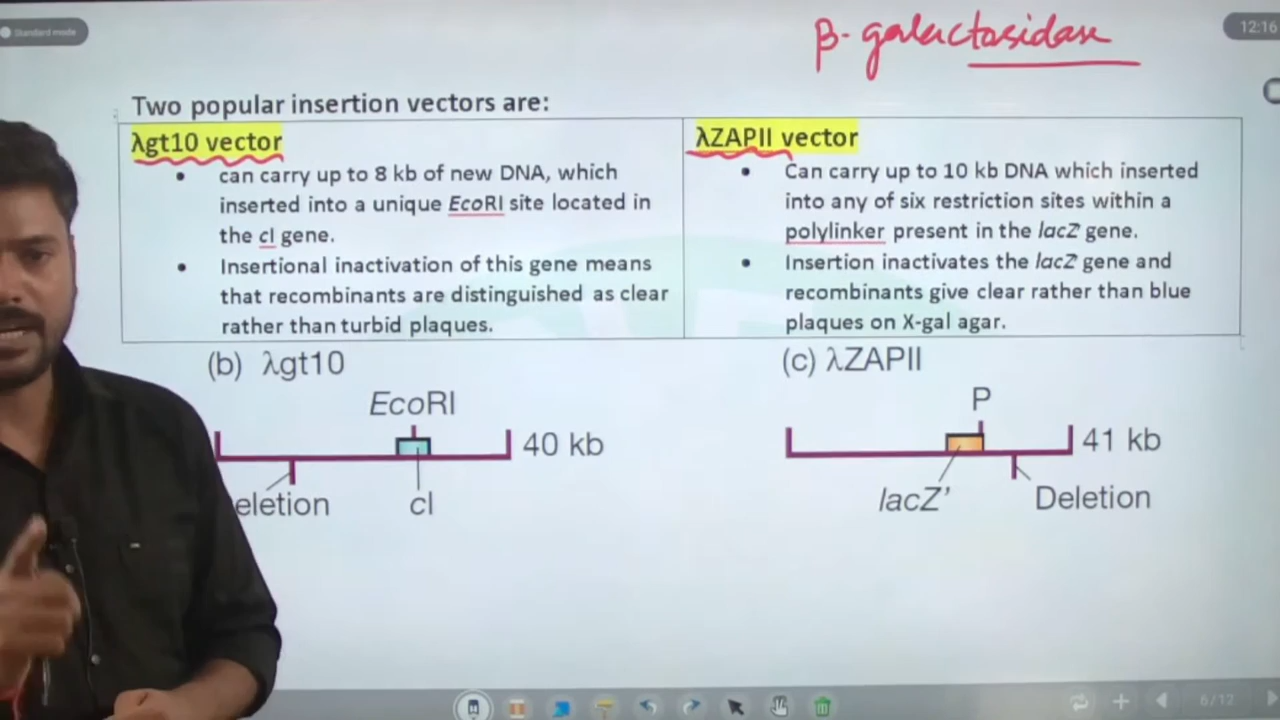 Standard mode
β-galactosidase
12:16
Two popular insertion vectors are:
λgt10 vector
• can carry up to 8 kb of new DNA, which
inserted into a unique EcoRI site located in
the cI gene.
• Insertional inactivation of this gene means
that recombinants are distinguished as clear
rather than turbid plaques.
λZAPII vector
• Can carry up to 10 kb DNA which inserted
into any of six restriction sites within a
polylinker present in the lacZ′ gene.
• Insertion inactivates the lacZ′ gene and
recombinants give clear rather than blue
plaques on X-gal agar.
(b) λgt10
EcoRI
40 kb
eletion
cI
(c) λZAPII
P
41 kb
lacZ’
Deletion
6/12